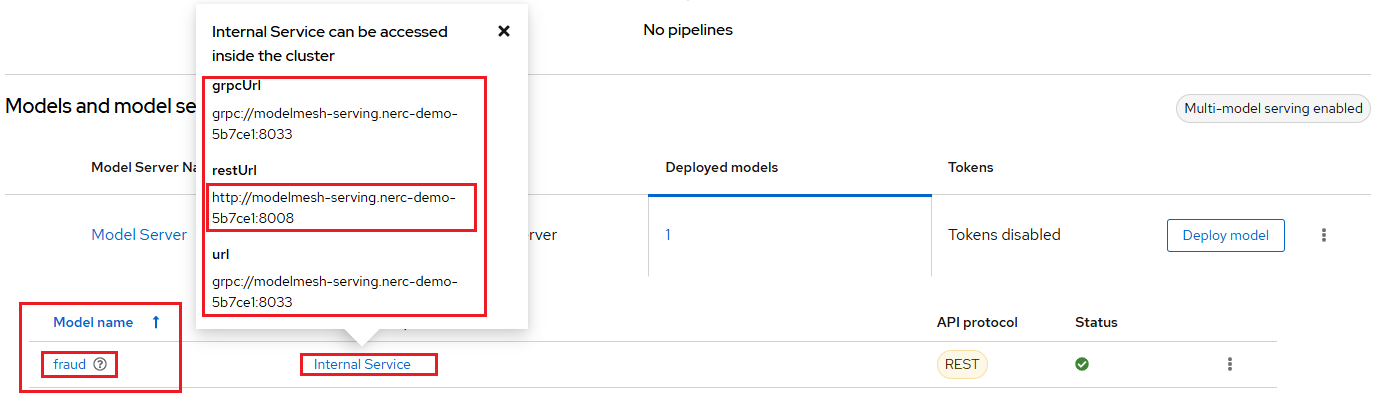 No pipelines
Internal Service can be accessed
inside the cluster
grpcUrl
grpc://modelmesh-serving.nerc-demo-
5b7ce1:8033
restUrl
http://modelmesh-serving.nerc-demo-
5b7ce1:8008
url
grpc://modelmesh-serving.nerc-demo-
5b7ce1:8033
Models and model se
Multi-model serving enabled
Model Server Na
Deployed models
Tokens
Model Server
rver
1
Tokens disabled
Deploy model
Model name
API protocol
Status
fraud
Internal Service
REST